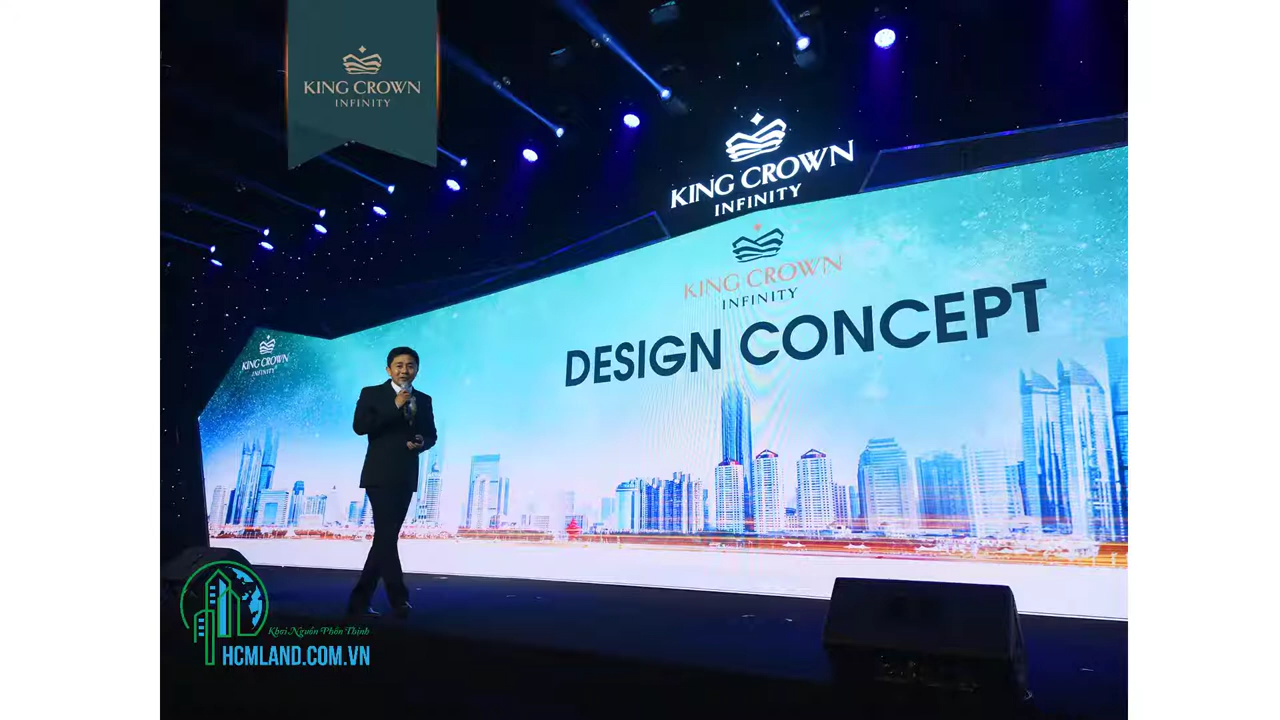 KING CROWN
INFINITY
KING CROWN
INFINITY
KING CROWN
INFINITY
DESIGN CONCEPT
KING CROWN
INFINITY
Khơi Nguồn Phồn Thịnh
HCMLAND.COM.VN